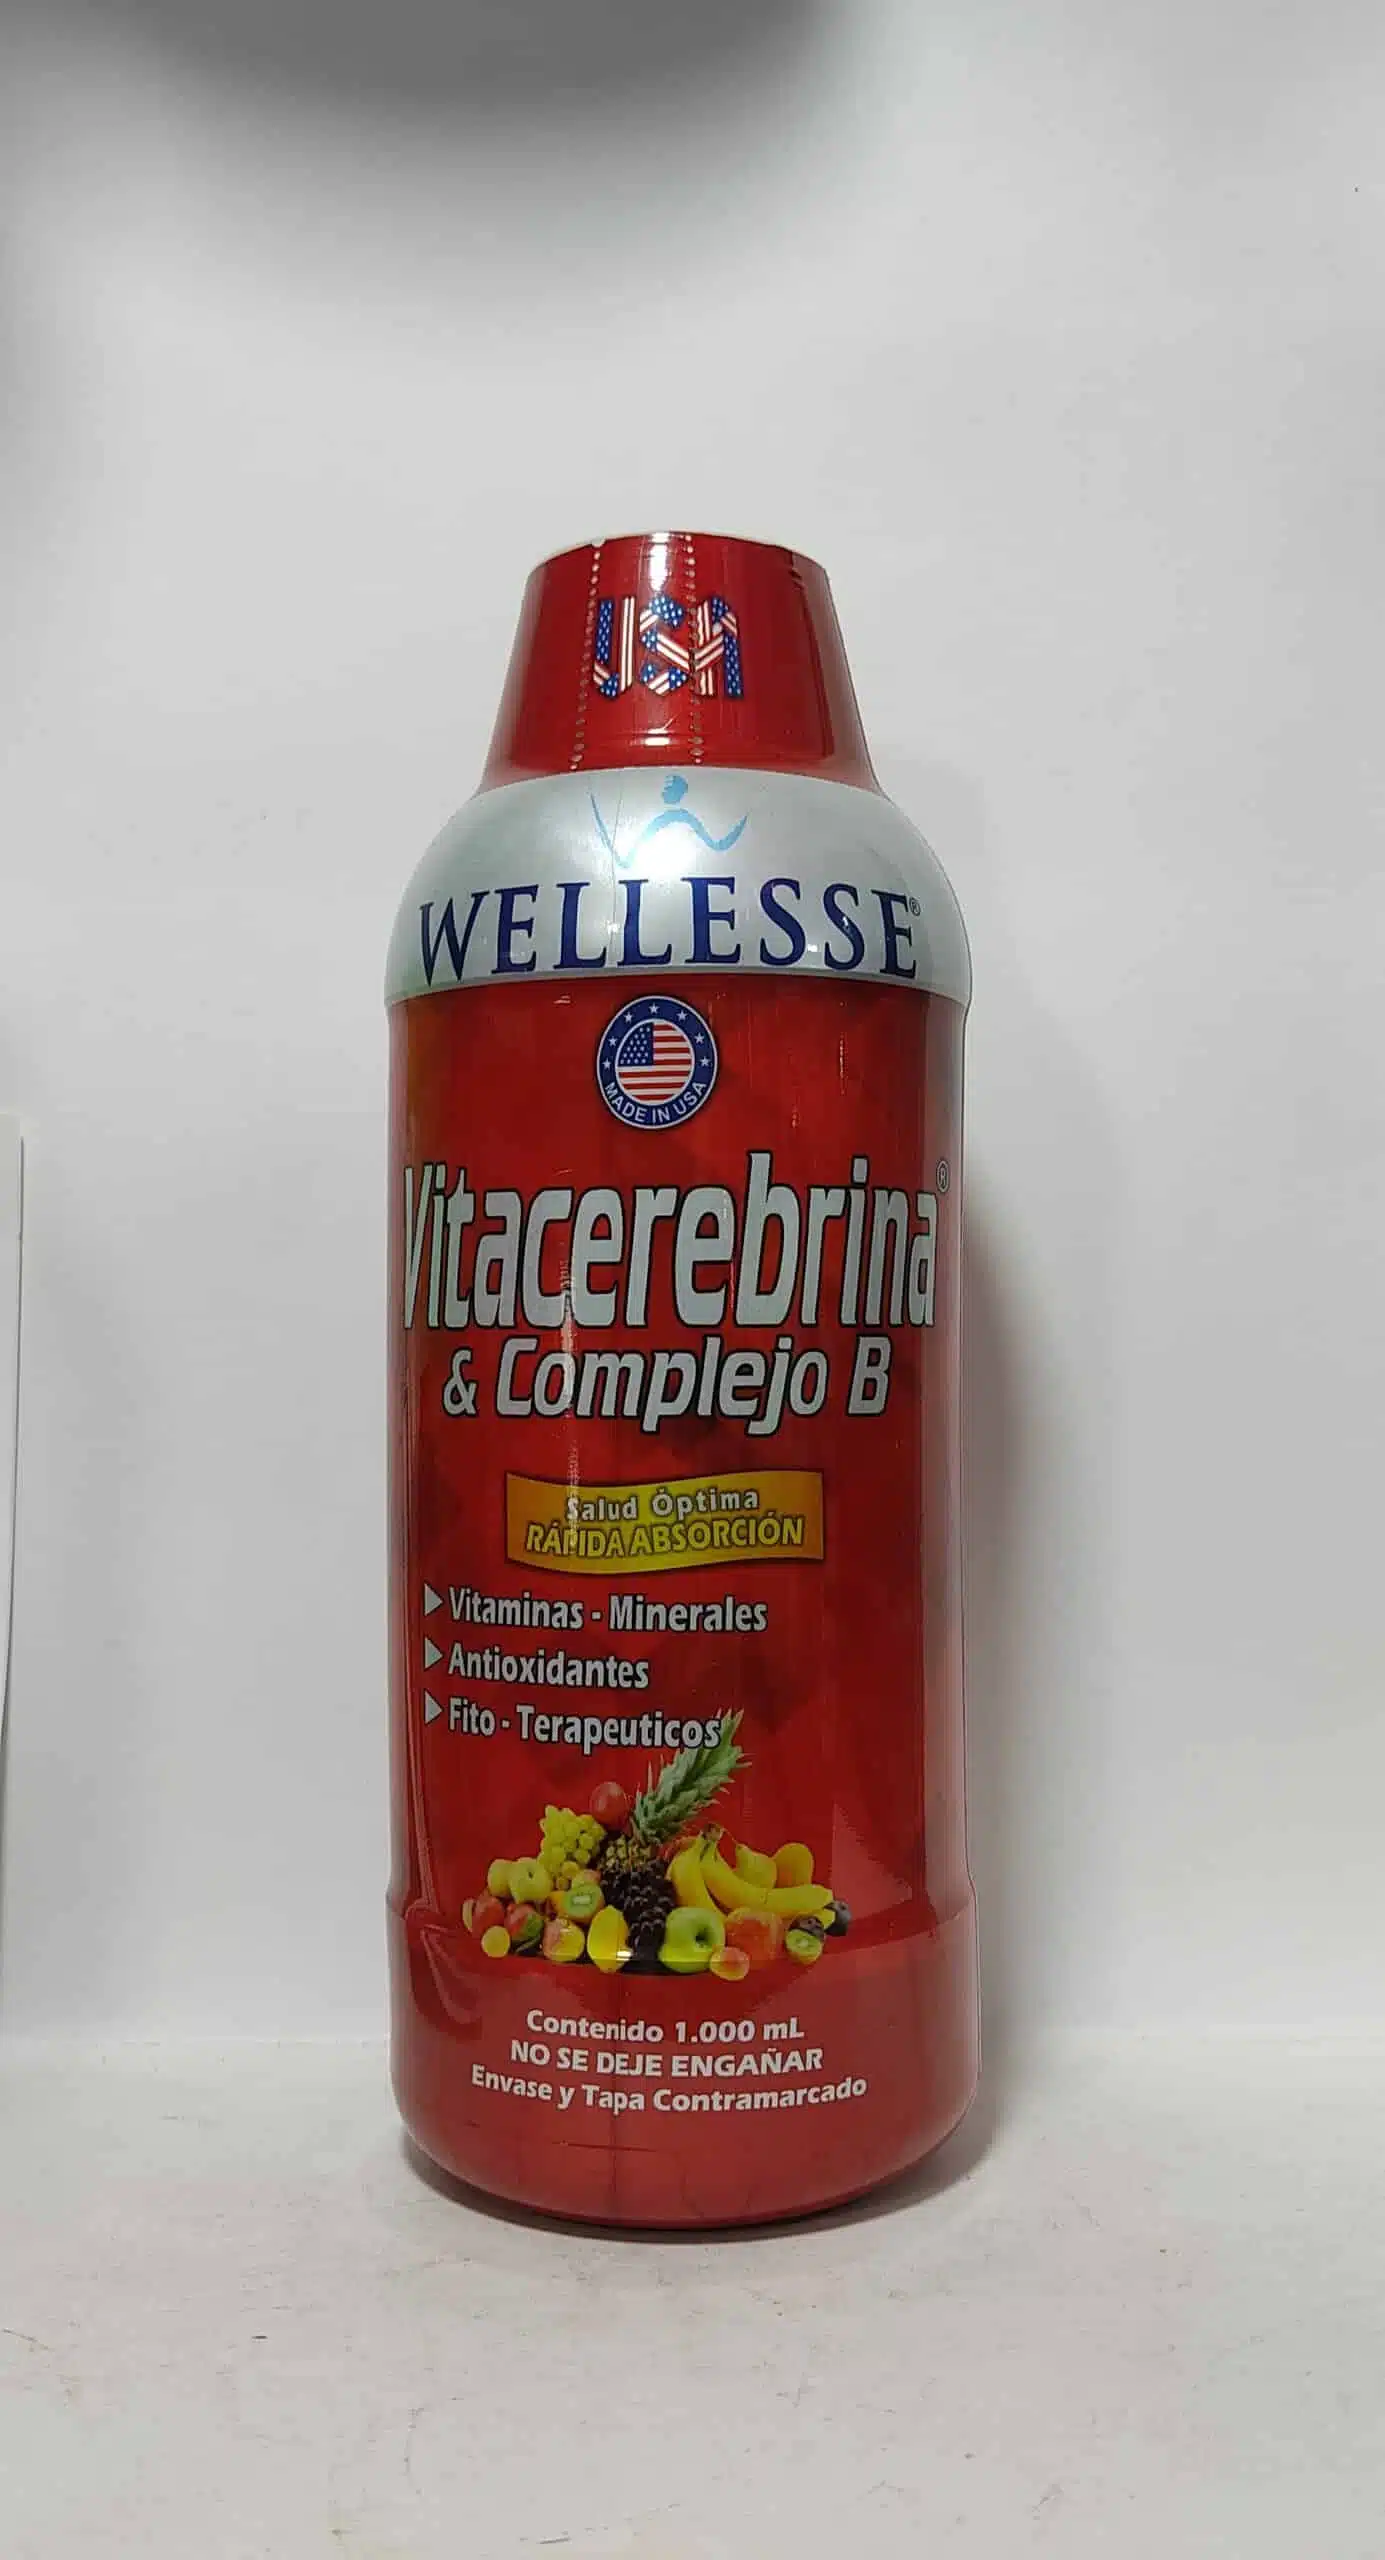 USA
WELLESSE®
MADE IN USA
Vitacerebrina®
& Complejo B
Salud Óptima
RÁPIDA ABSORCIÓN
Vitaminas - Minerales
Antioxidantes
Fito - Terapeuticos
Contenido 1.000 mL
NO SE DEJE ENGAÑAR
Envase y Tapa Contramarcado